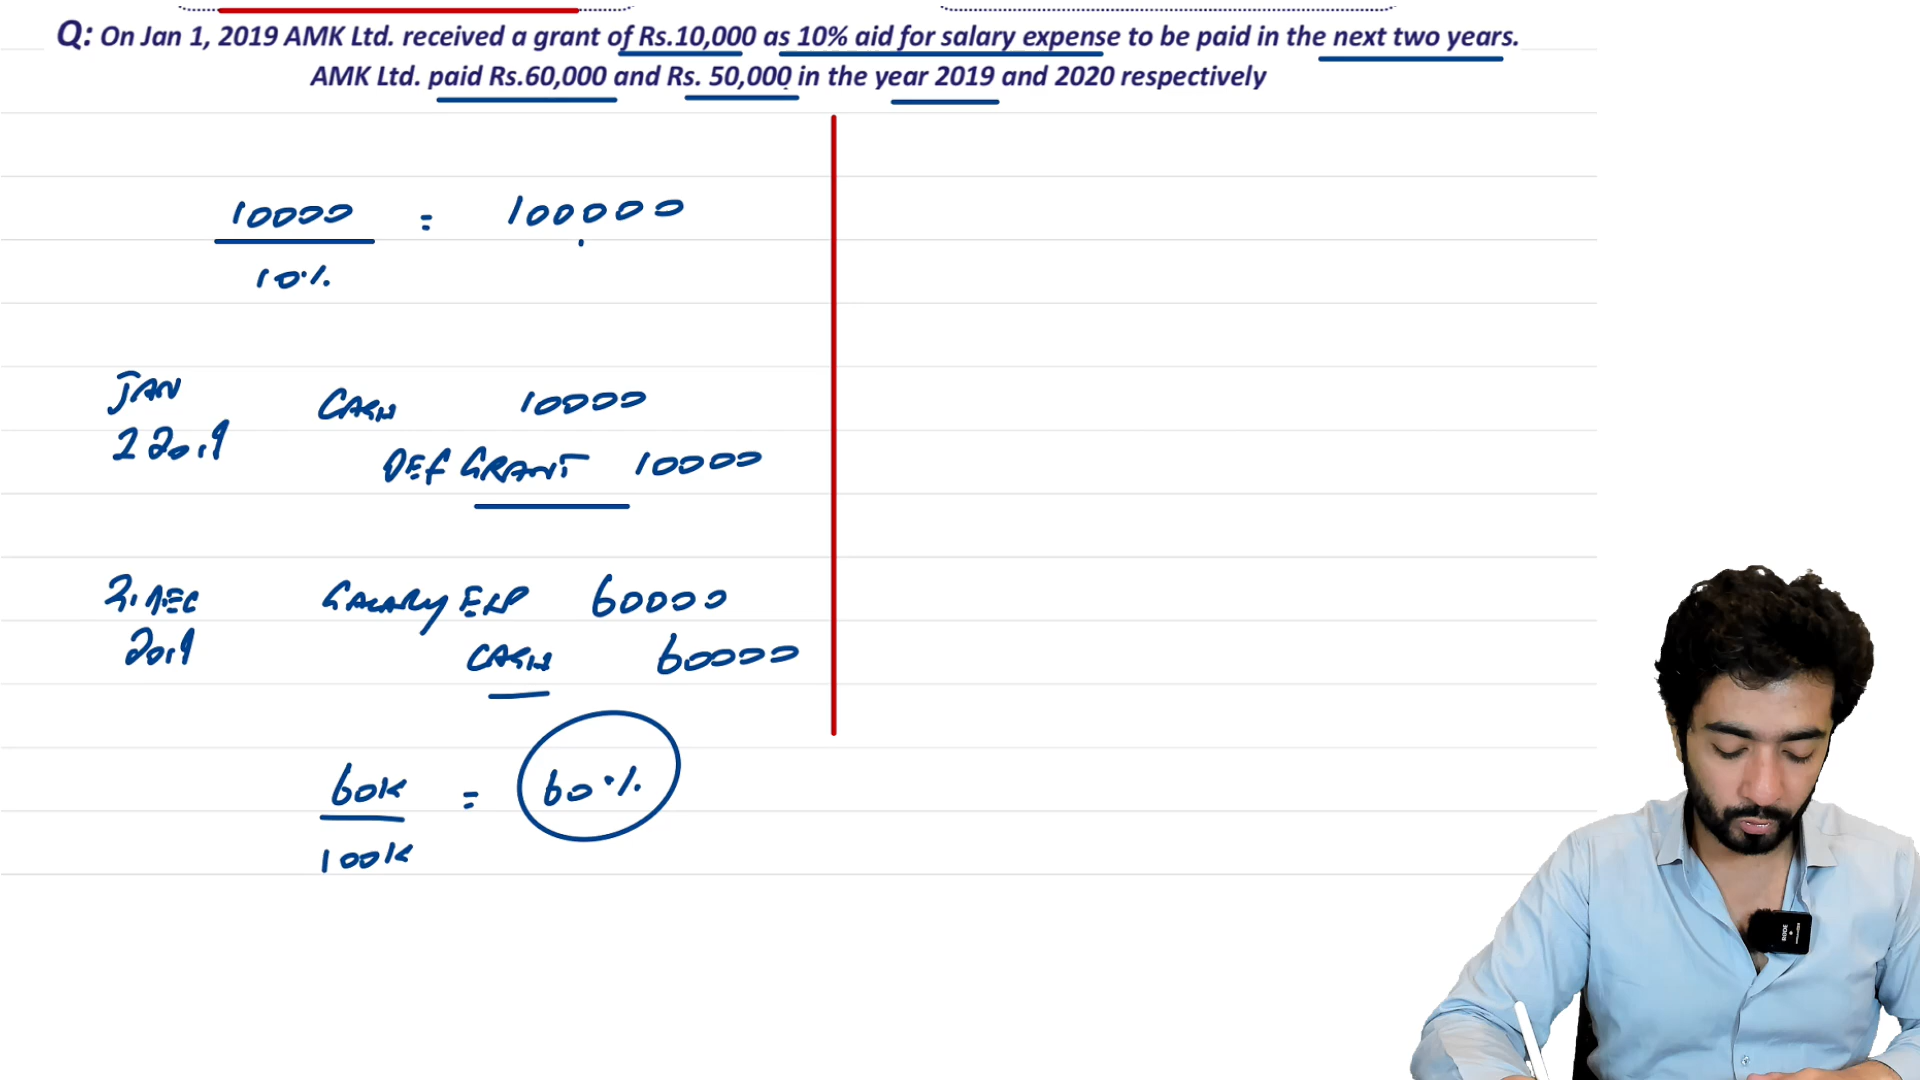 Q: On Jan 1, 2019 AMK Ltd. received a grant of Rs.10,000 as 10% aid for salary expense to be paid in the next two years.
AMK Ltd. paid Rs.60,000 and Rs. 50,000 in the year 2019 and 2020 respectively
10000 = 100000
10%
JAN CASH 10000
1 2019
DEF GRANT 10000
31 DEC SALARY EXP 60000
2019 CASH 60000
60K = 60%
100K
RODE